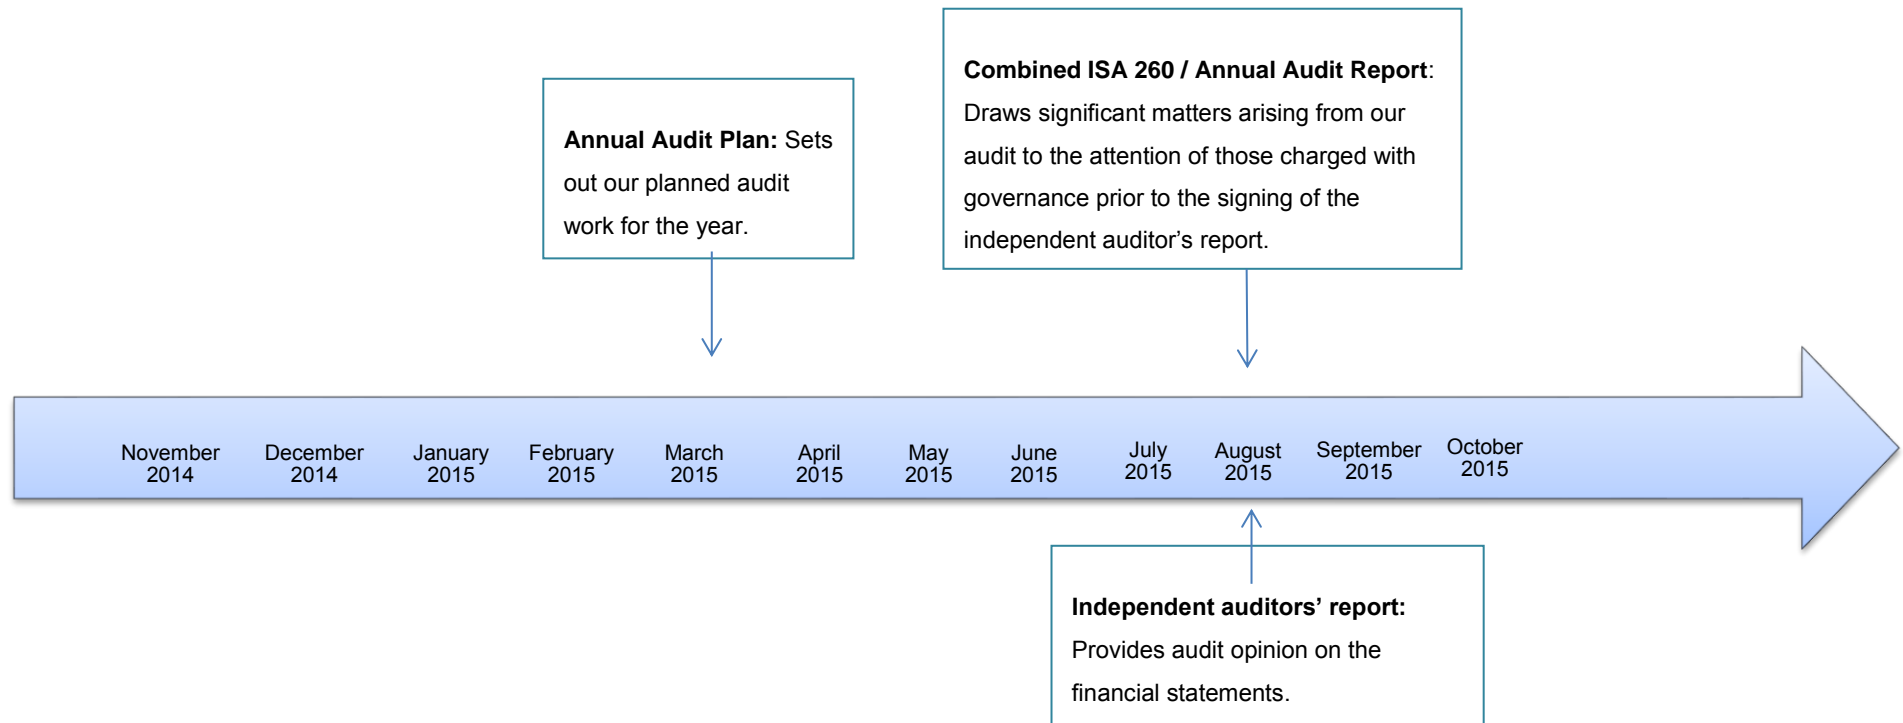 Combined ISA 260 / Annual Audit Report:
Draws significant matters arising from our
audit to the attention of those charged with
governance prior to the signing of the
independent auditor’s report.
Annual Audit Plan: Sets
out our planned audit
work for the year.
November
2014
December
2014
January
2015
February
2015
March
2015
April
2015
May
2015
June
2015
July
2015
August
2015
September
2015
October
2015
Independent auditors’ report:
Provides audit opinion on the
financial statements.